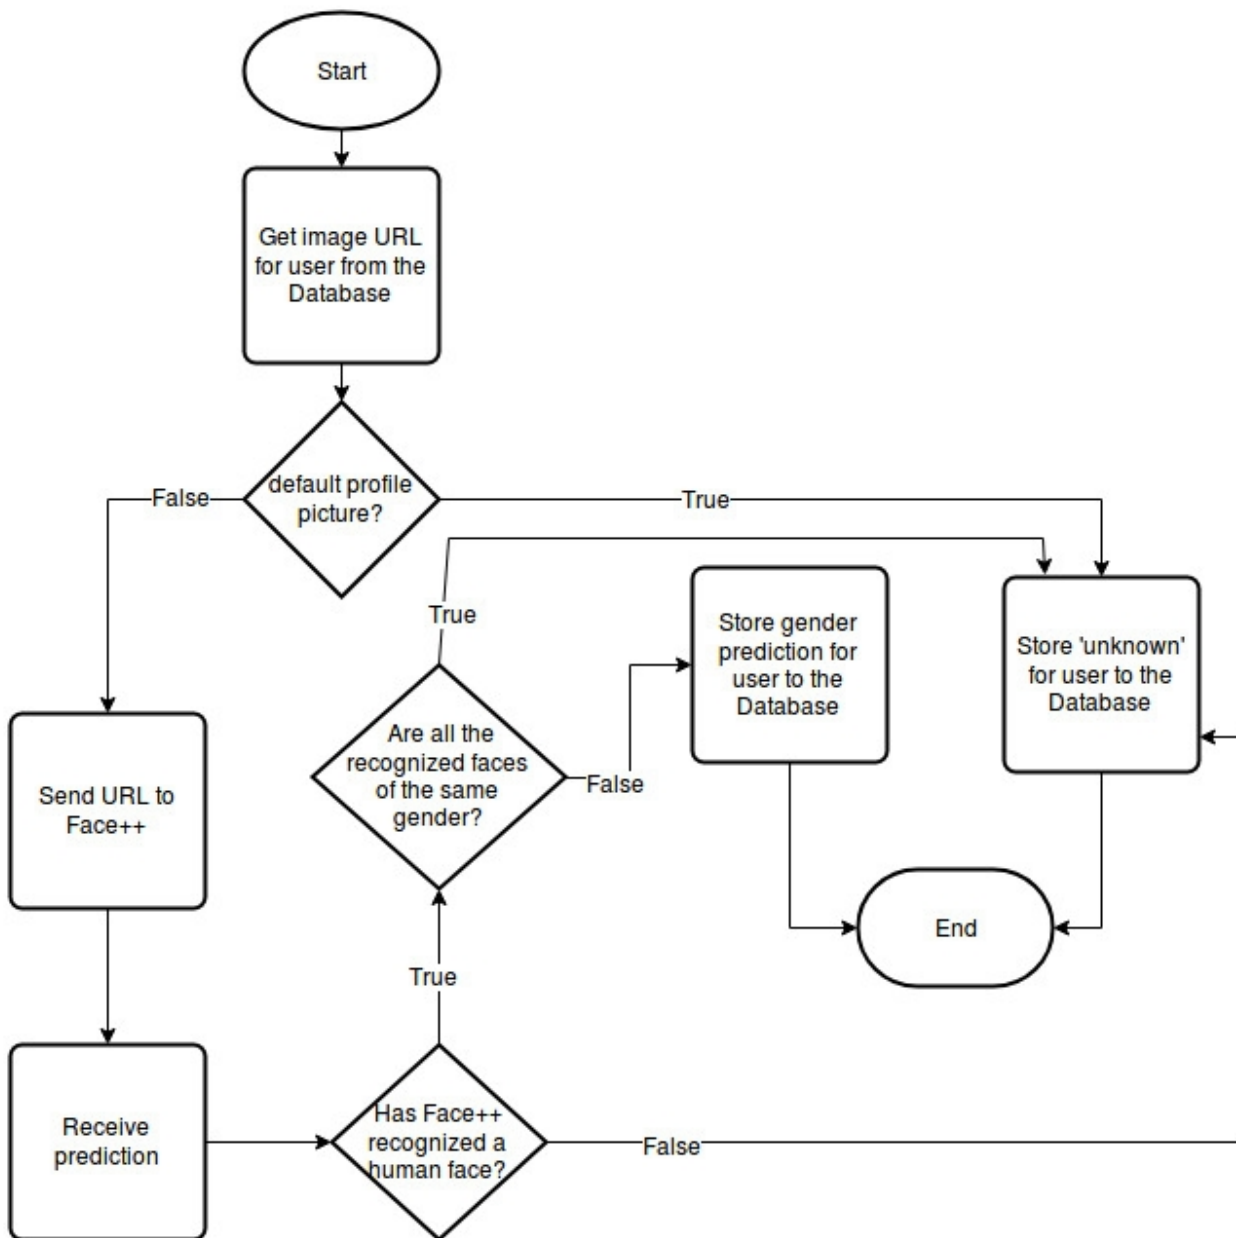 Start
Get image URL
for user from the
Database
default profile
picture?
False
True
True
Store gender
prediction for
user to the
Database
Store 'unknown'
for user to the
Database
Are all the
recognized faces
of the same
gender?
False
Send URL to
Face++
End
True
Receive
prediction
Has Face++
recognized a
human face?
False